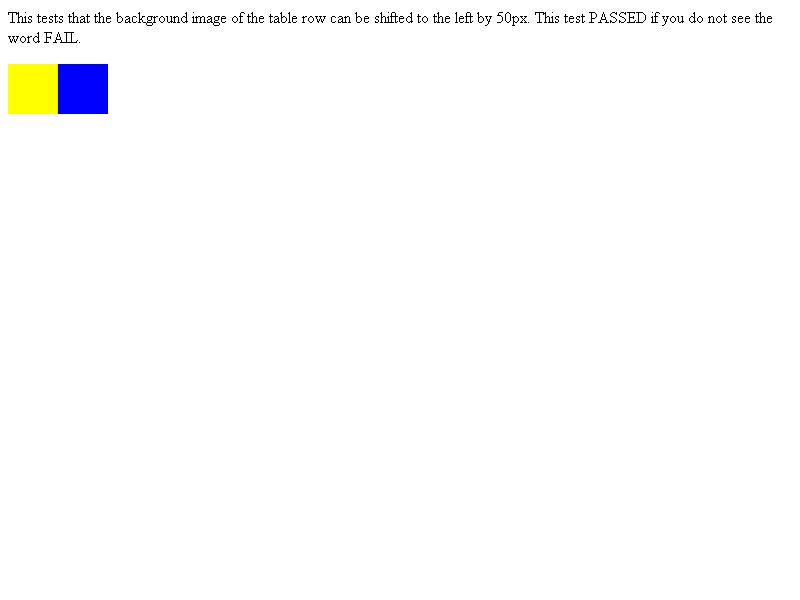 This tests that the background image of the table row can be shifted to the left by 50px. This test PASSED if you do not see the
word FAIL.